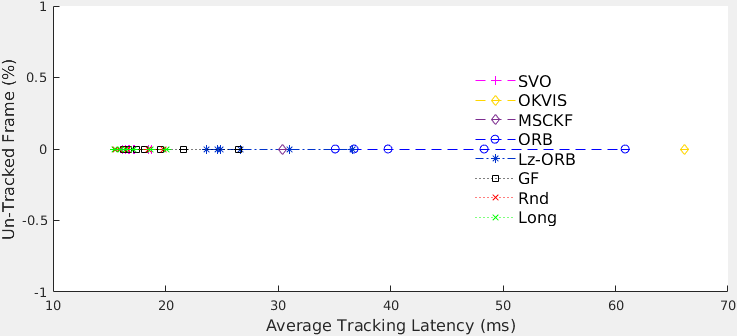 1
0.5
0
-0.5
-1
Un-Tracked Frame (%)
SVO
OKVIS
MSCKF
ORB
Lz-ORB
GF
Rnd
Long
10 20 30 40 50 60 70
Average Tracking Latency (ms)